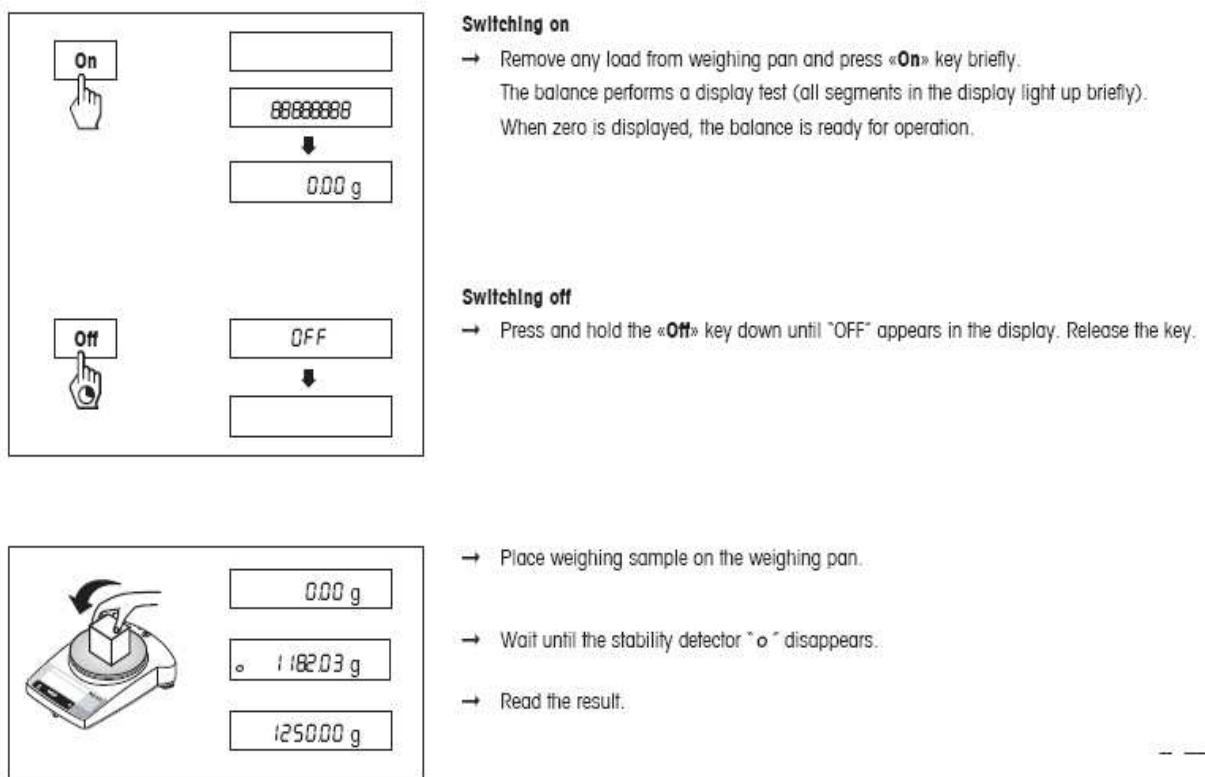 Switching on
On
→ Remove any load from weighing pan and press «On» key briefly.
The balance performs a display test (all segments in the display light up briefly).
88888888
When zero is displayed, the balance is ready for operation.
0.00 g
Switching off
Off
OFF
→ Press and hold the «Off» key down until "OFF" appears in the display. Release the key.
→ Place weighing sample on the weighing pan.
0.00 g
→ Wait until the stability detector "o" disappears.
o 1182.03 g
→ Read the result.
1250.00 g